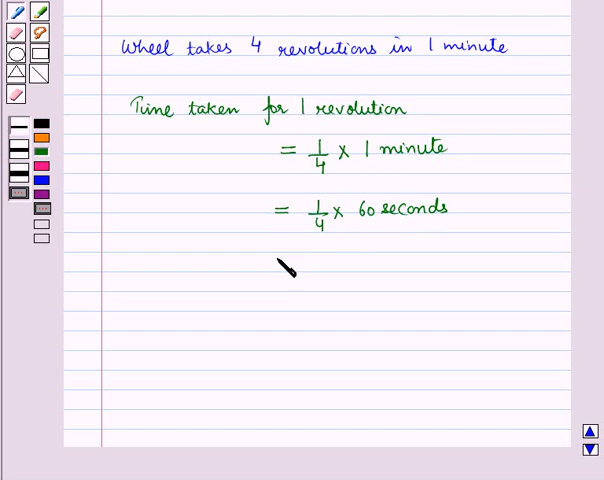 Wheel takes 4 revolutions in 1 minute
Time taken for 1 revolution
= 1/4 × 1 minute
= 1/4 × 60 seconds